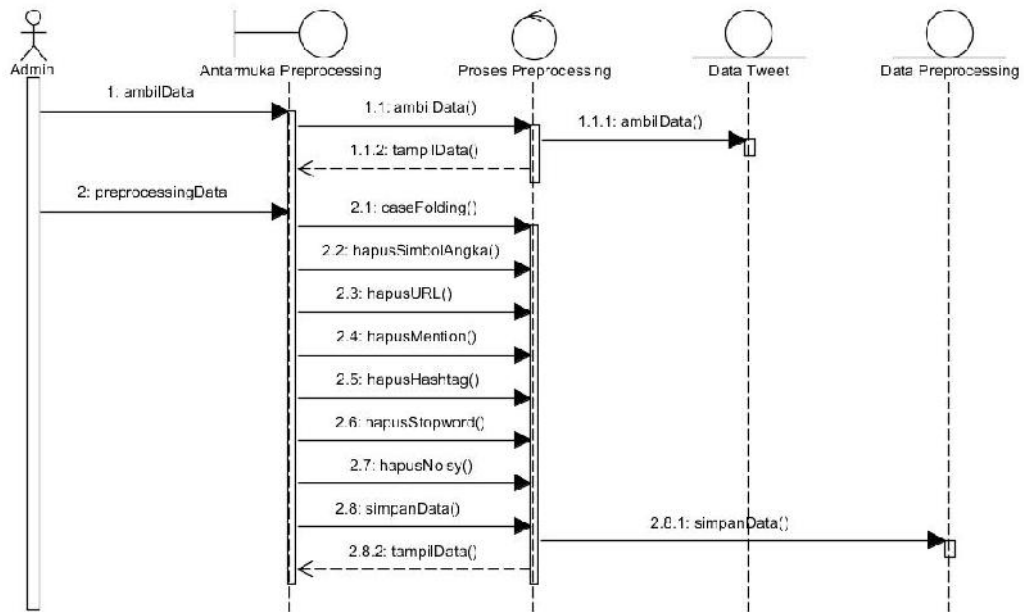 Admin
Antarmuka Preprocessing
Proses Preprocessing
Data Tweet
Data Preprocessing
1: ambilData
1.1: ambilData()
1.1.1: ambilData()
1.1.2: tampilData()
2: preprocessingData
2.1: caseFolding()
2.2: hapusSimbolAngka()
2.3: hapusURL()
2.4: hapusMention()
2.5: hapusHashtag()
2.6: hapusStopword()
2.7: hapusNoisy()
2.8: simpanData()
2.8.1: simpanData()
2.8.2: tampilData()